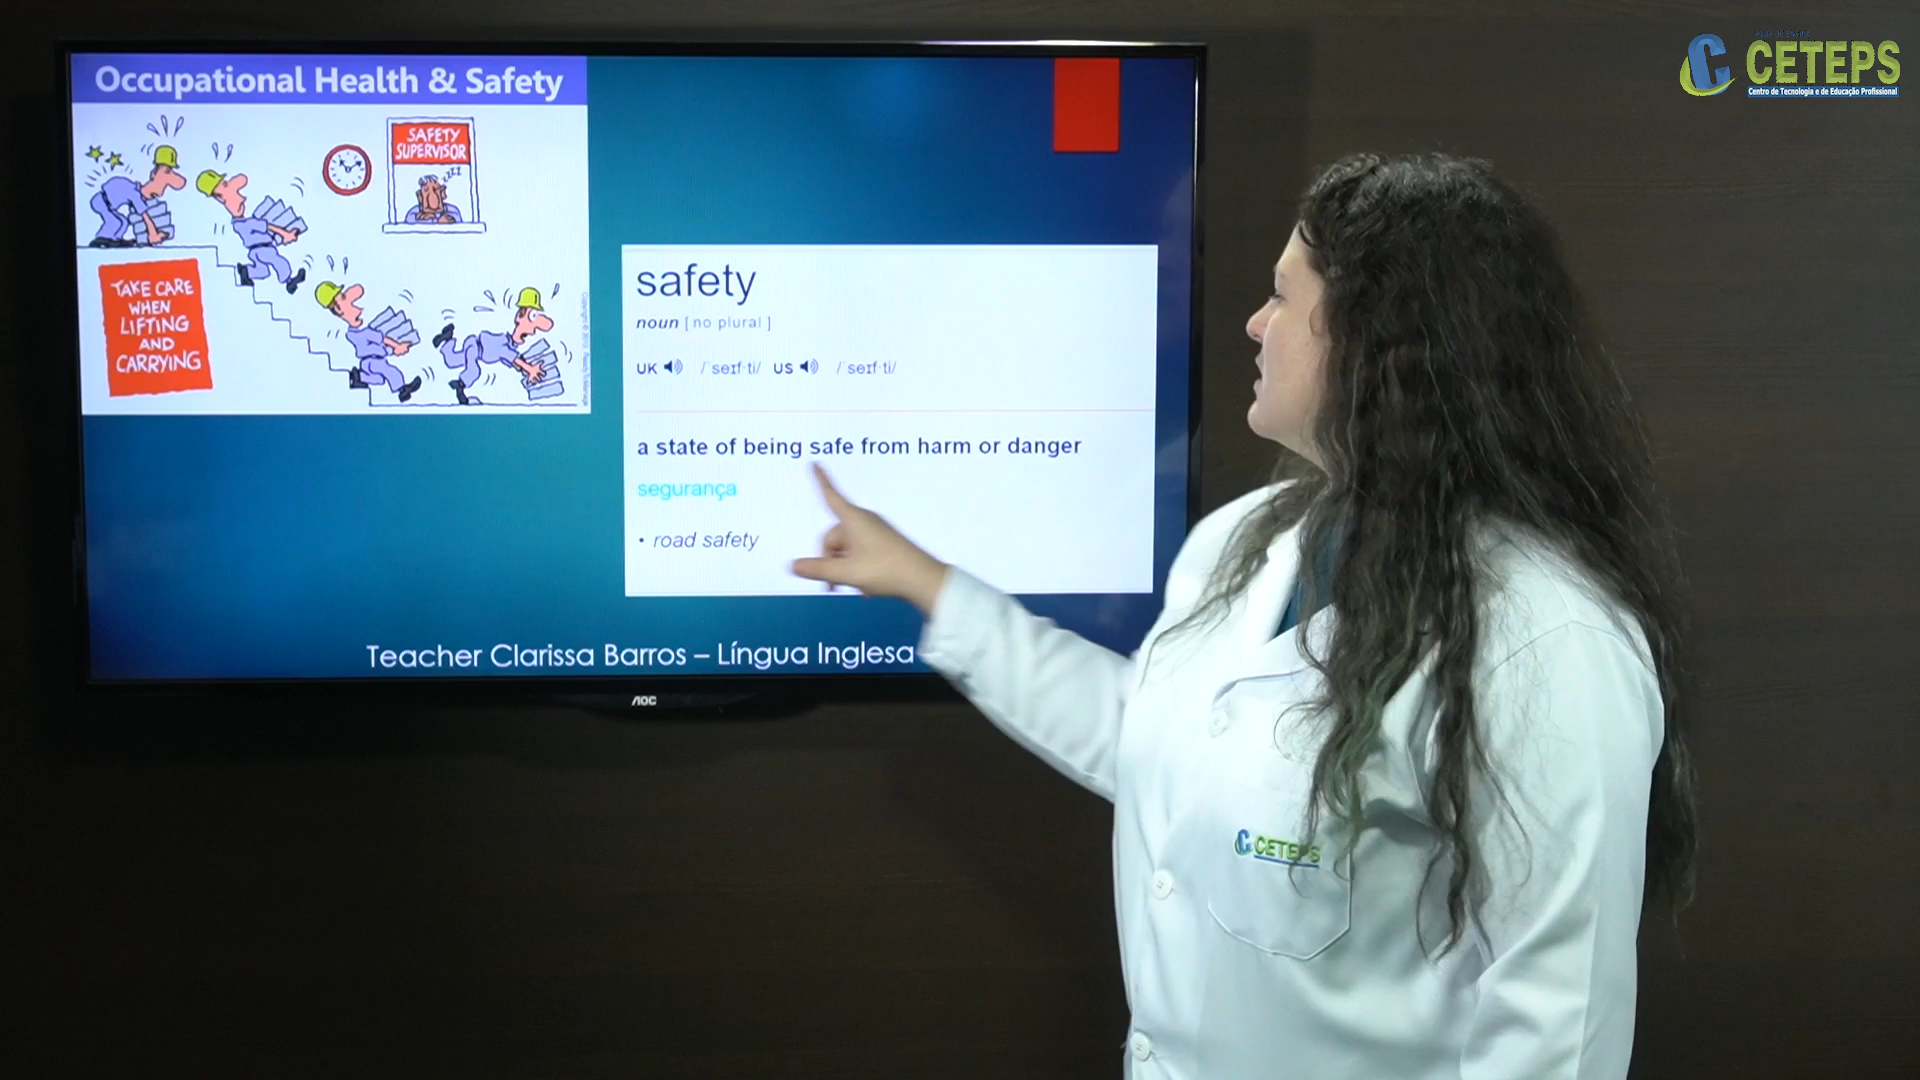 Occupational Health & Safety
SAFETY
SUPERVISOR
zzz
TAKE CARE
WHEN
LIFTING
AND
CARRYING
safety
noun [ no plural ]
UK /ˈseɪf·ti/ US /ˈseɪf·ti/
a state of being safe from harm or danger
segurança
• road safety
Teacher Clarissa Barros – Língua Inglesa
AOC
CETEPS
Centro de Tecnologia e de Educação Profissional
CETEPS